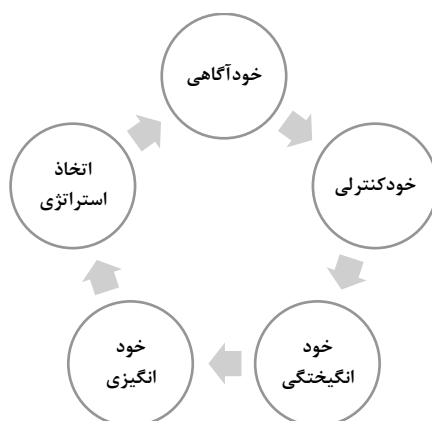 خودآگاهی
خودکنترلی
خود
انگیختگی
خود
انگیزی
اتخاذ
استراتژی